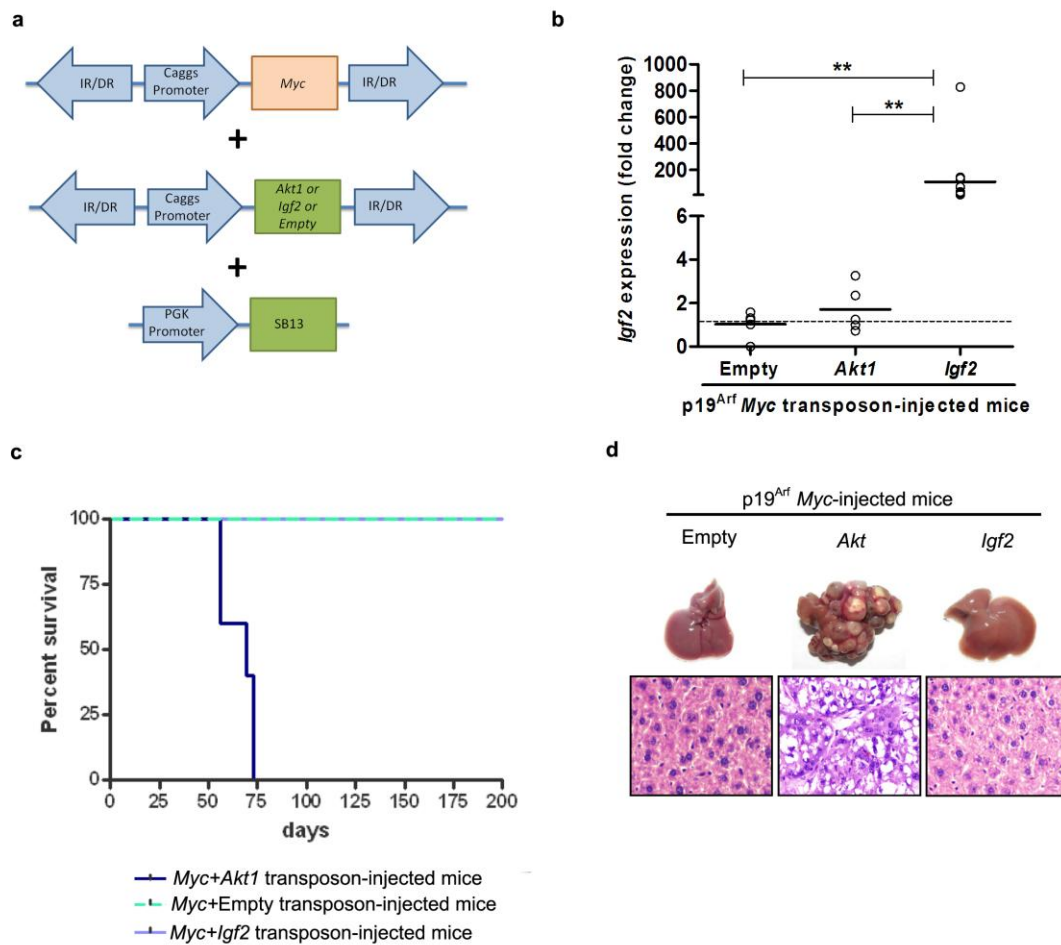 a
IR/DR
Caggs
Promoter
Myc
IR/DR
+
IR/DR
Caggs
Promoter
Akt1 or
Igf2 or
Empty
IR/DR
+
PGK
Promoter
SB13
b
Igf2 expression (fold change)
1000
800
600
400
200
6
4
2
0
**
**
Empty
Akt1
Igf2
p19Arf Myc transposon-injected mice
c
Percent survival
100
75
50
25
0
0 25 50 75 100 125 150 175 200
days
Myc+Akt1 transposon-injected mice
Myc+Empty transposon-injected mice
Myc+Igf2 transposon-injected mice
d
p19Arf Myc-injected mice
Empty
Akt
Igf2